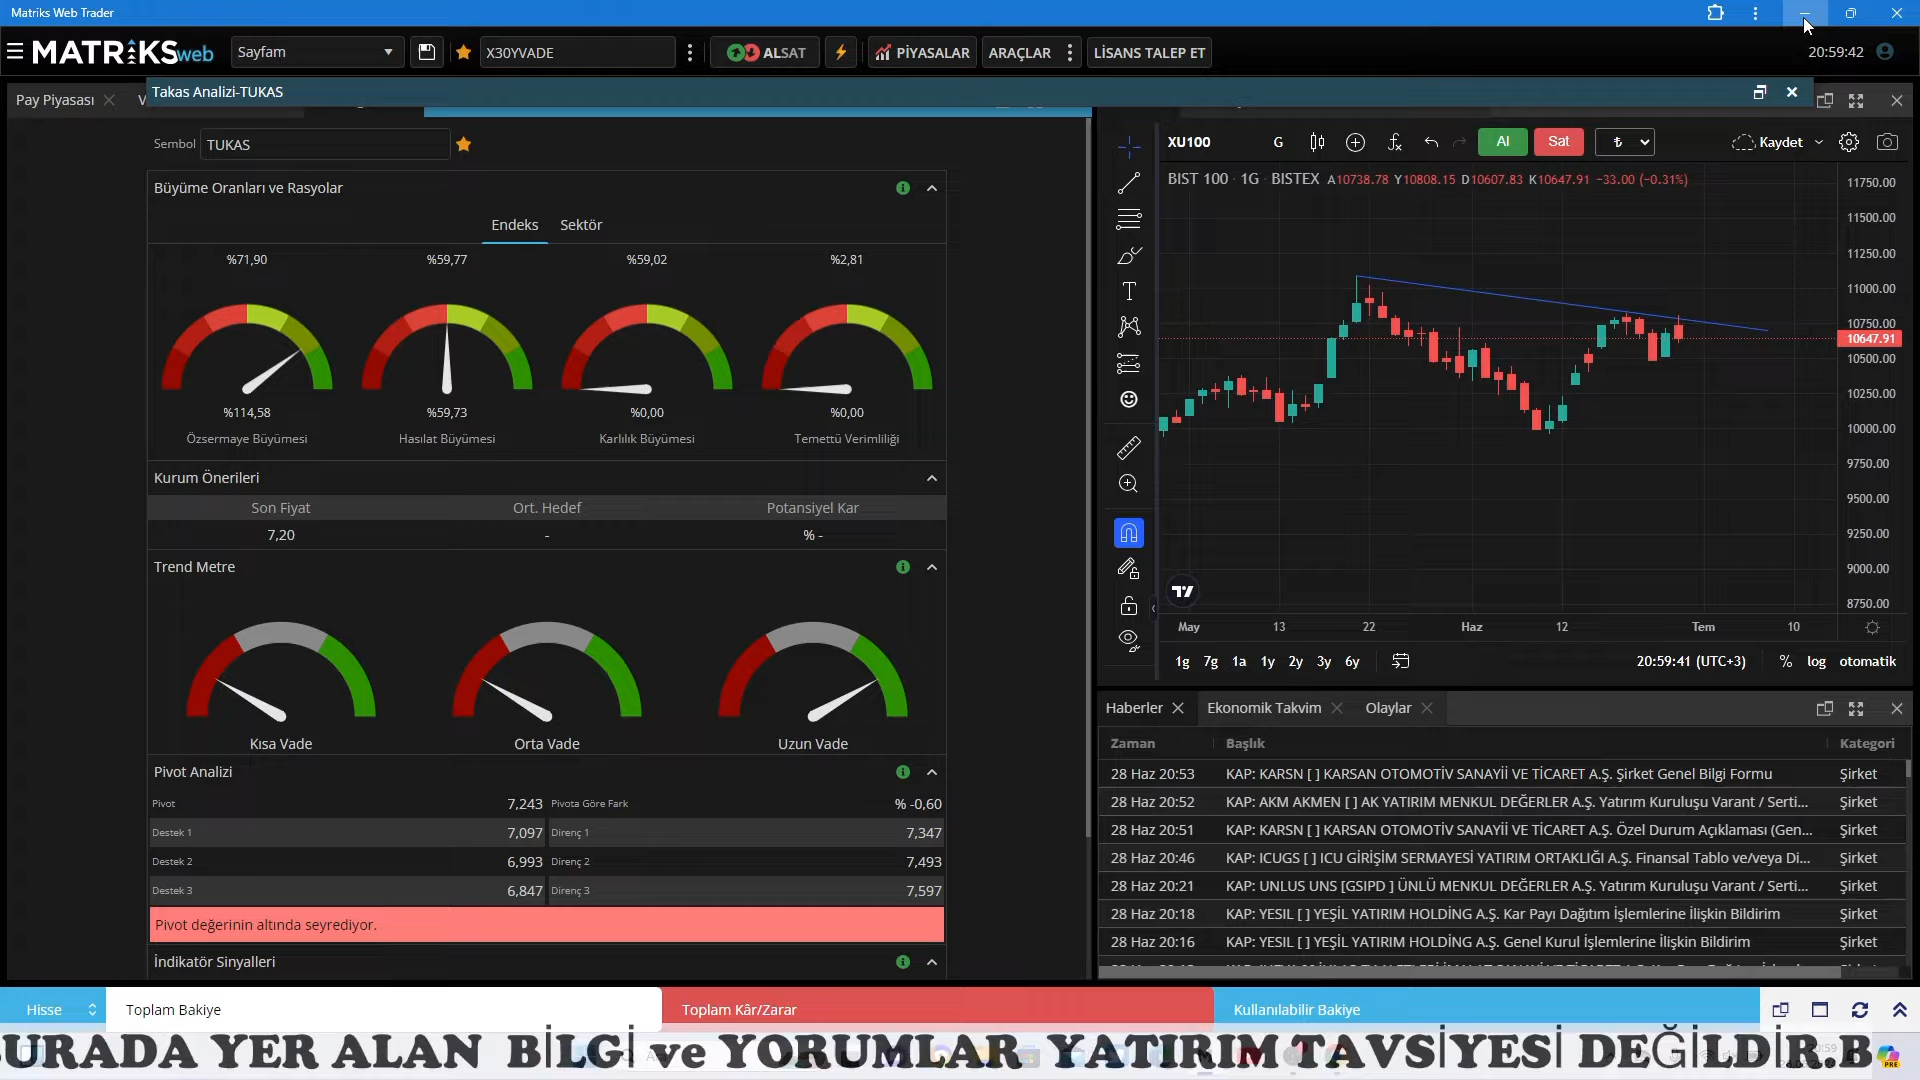 Matriks Web Trader
MATRİKSweb
Sayfam
X30YVADE
ALSAT
PİYASALAR
ARAÇLAR
LİSANS TALEP ET
20:59:42
Pay Piyasası
V
Takas Analizi-TUKAS
Sembol
TUKAS
Büyüme Oranları ve Rasyolar
Endeks
Sektör
%71,90
%59,77
%59,02
%2,81
%114,58
%59,73
%0,00
%0,00
Özsermaye Büyümesi
Hasılat Büyümesi
Karlılık Büyümesi
Temettü Verimliliği
Kurum Önerileri
Son Fiyat
Ort. Hedef
Potansiyel Kar
7,20
-
% -
Trend Metre
Kısa Vade
Orta Vade
Uzun Vade
Pivot Analizi
Pivot 7,243 Pivota Göre Fark % -0,60
Destek 1 7,097 Direnç 1 7,347
Destek 2 6,993 Direnç 2 7,493
Destek 3 6,847 Direnç 3 7,597
Pivot değerinin altında seyrediyor.
İndikatör Sinyalleri
XU100
G
Al
Sat
₺
Kaydet
BIST 100 · 1G · BISTEX A10738.78 Y10808.15 D10607.83 K10647.91 −33.00 (−0.31%)
11750.00
11500.00
11250.00
11000.00
10750.00
10647.91
10500.00
10250.00
10000.00
9750.00
9500.00
9250.00
9000.00
8750.00
May
13
22
Haz
12
Tem
10
1g 7g 1a 1y 2y 3y 6y
20:59:41 (UTC+3)
% log otomatik
Haberler
Ekonomik Takvim
Olaylar
Zaman Başlık Kategori
28 Haz 20:53 KAP: KARSN [ ] KARSAN OTOMOTİV SANAYİİ VE TİCARET A.Ş. Şirket Genel Bilgi Formu Şirket
28 Haz 20:52 KAP: AKM AKMEN [ ] AK YATIRIM MENKUL DEĞERLER A.Ş. Yatırım Kuruluşu Varant / Serti... Şirket
28 Haz 20:51 KAP: KARSN [ ] KARSAN OTOMOTİV SANAYİİ VE TİCARET A.Ş. Özel Durum Açıklaması (Gen... Şirket
28 Haz 20:46 KAP: ICUGS [ ] ICU GİRİŞİM SERMAYESİ YATIRIM ORTAKLIĞI A.Ş. Finansal Tablo ve/veya Di... Şirket
28 Haz 20:21 KAP: UNLUS UNS [GSIPD ] ÜNLÜ MENKUL DEĞERLER A.Ş. Yatırım Kuruluşu Varant / Serti... Şirket
28 Haz 20:18 KAP: YESIL [ ] YEŞİL YATIRIM HOLDİNG A.Ş. Kar Payı Dağıtım İşlemlerine İlişkin Bildirim Şirket
28 Haz 20:16 KAP: YESIL [ ] YEŞİL YATIRIM HOLDİNG A.Ş. Genel Kurul İşlemlerine İlişkin Bildirim Şirket
Hisse
Toplam Bakiye
Toplam Kâr/Zarar
Kullanılabilir Bakiye
URADA YER ALAN BİLGİ ve YORUMLAR YATIRIM TAVSİYESİ DEĞİLDİR.B